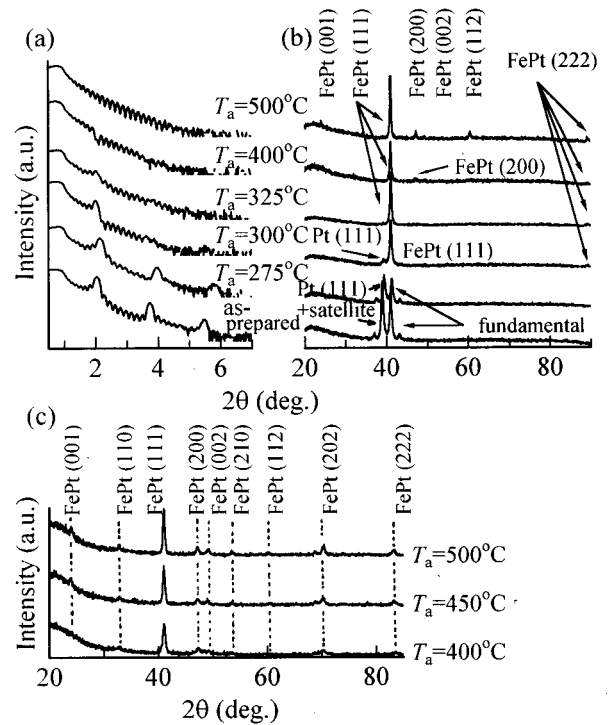 (a)
(b)
FePt (001)
FePt (111)
FePt (200)
FePt (002)
FePt (112)
FePt (222)
Tₐ=500°C
Tₐ=400°C
Tₐ=325°C
Tₐ=300°C
Tₐ=275°C
as-
prepared
FePt (200)
Pt (111)
FePt (111)
Pt (111)
+satellite
fundamental
Intensity (a.u.)
2 4 6
20 40 60 80
2θ (deg.)
2θ (deg.)
(c)
FePt (001)
FePt (110)
FePt (111)
FePt (200)
FePt (002)
FePt (210)
FePt (112)
FePt (202)
FePt (222)
Intensity (a.u.)
Tₐ=500°C
Tₐ=450°C
Tₐ=400°C
20 40 60 80
2θ (deg.)